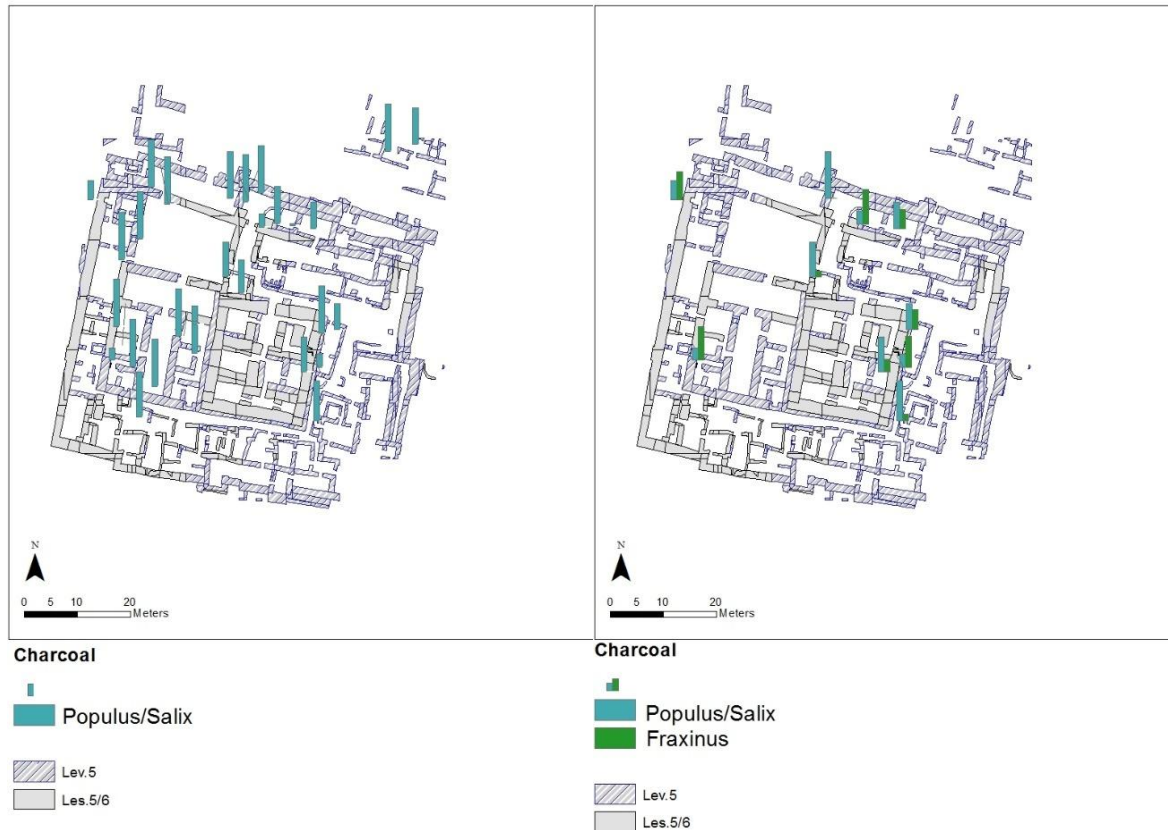 N
0 5 10 20
Meters
Charcoal
Populus/Salix
Lev.5
Les.5/6
N
0 5 10 20
Meters
Charcoal
Populus/Salix
Fraxinus
Lev.5
Les.5/6